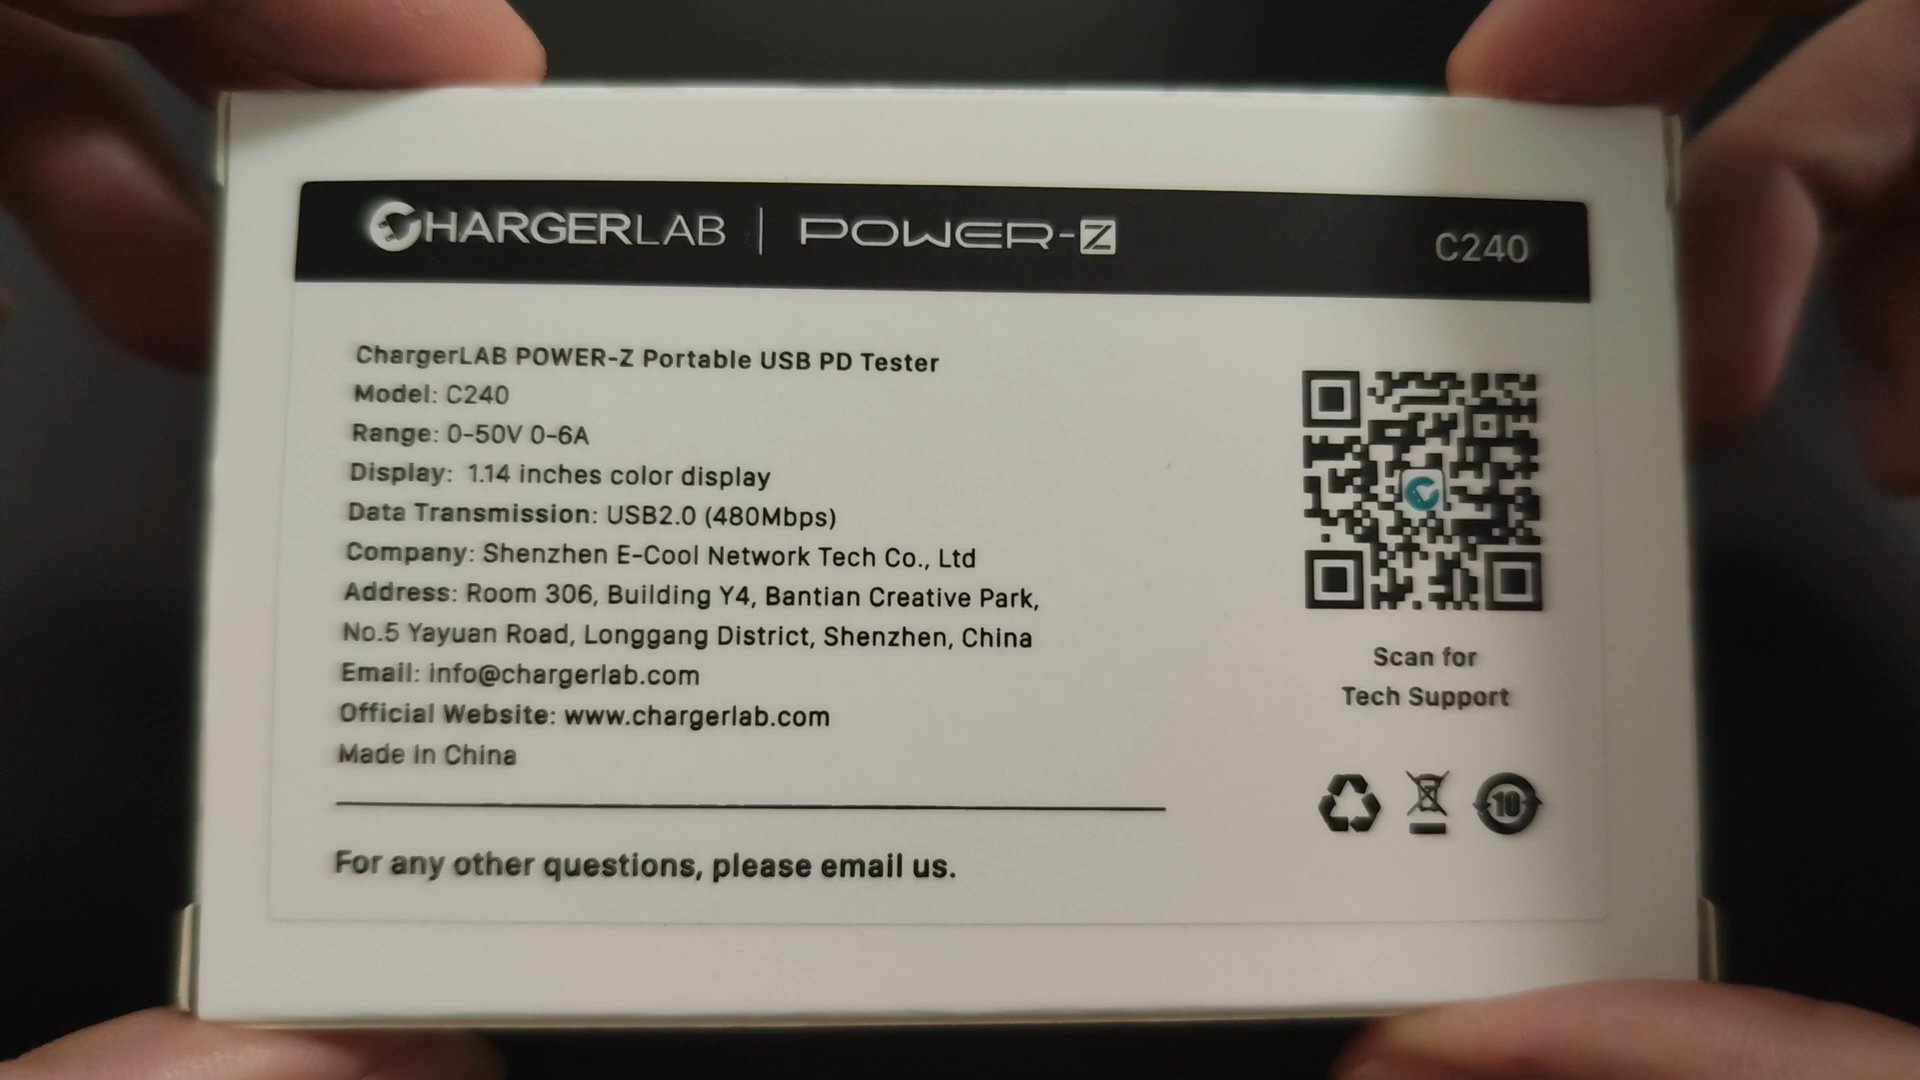 CHARGERLAB | POWER-Z C240
ChargerLAB POWER-Z Portable USB PD Tester
Model: C240
Range: 0-50V 0-6A
Display: 1.14 inches color display
Data Transmission: USB2.0 (480Mbps)
Company: Shenzhen E-Cool Network Tech Co., Ltd
Address: Room 306, Building Y4, Bantian Creative Park,
No.5 Yayuan Road, Longgang District, Shenzhen, China
Email: info@chargerlab.com
Official Website: www.chargerlab.com
Made In China
For any other questions, please email us.
Scan for
Tech Support
10